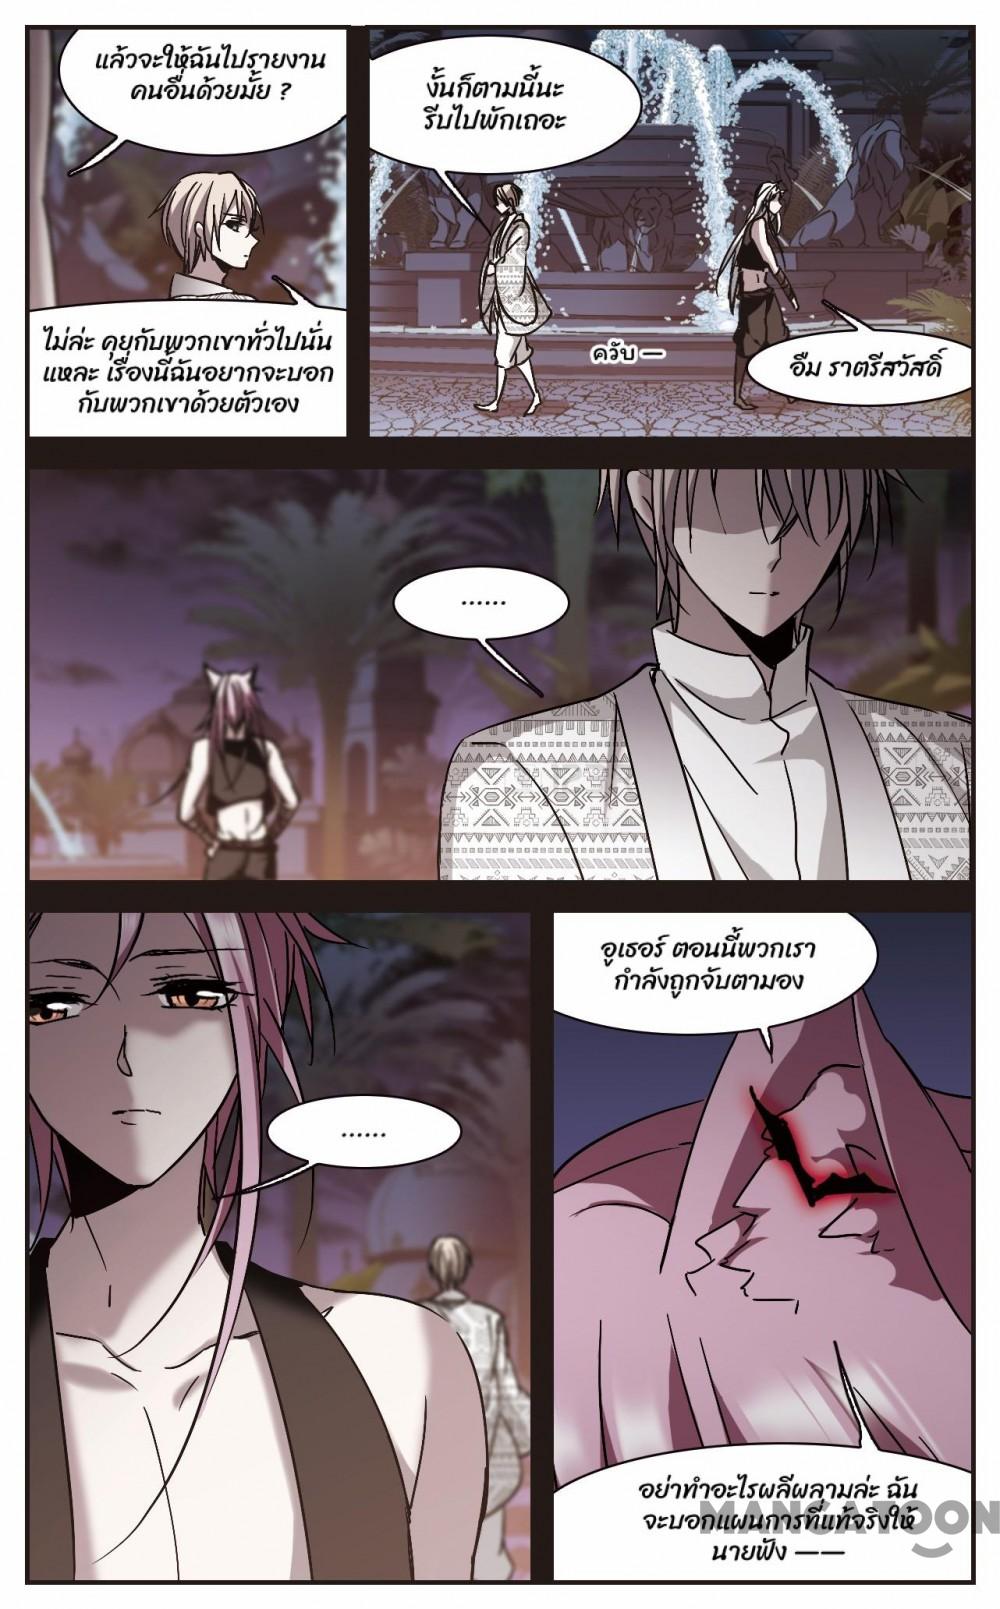 แล้วจะให้ฉันไปรายงาน
คนอื่นด้วยมั้ย ?
ไม่ล่ะ คุยกับพวกเขาทั่วไปนั่น
แหละ เรื่องนี้ฉันอยากจะบอก
กับพวกเขาด้วยตัวเอง
งั้นก็ตามนี้นะ
รีบไปพักเถอะ
ควับ —
อืม ราตรีสวัสดิ์
......
......
อูเธอร์ ตอนนี้พวกเรา
กำลังถูกจับตามอง
อย่าทำอะไรผลีผลามล่ะ ฉัน
จะบอกแผนการที่แท้จริงให้
นายฟัง ——
MANGATOON